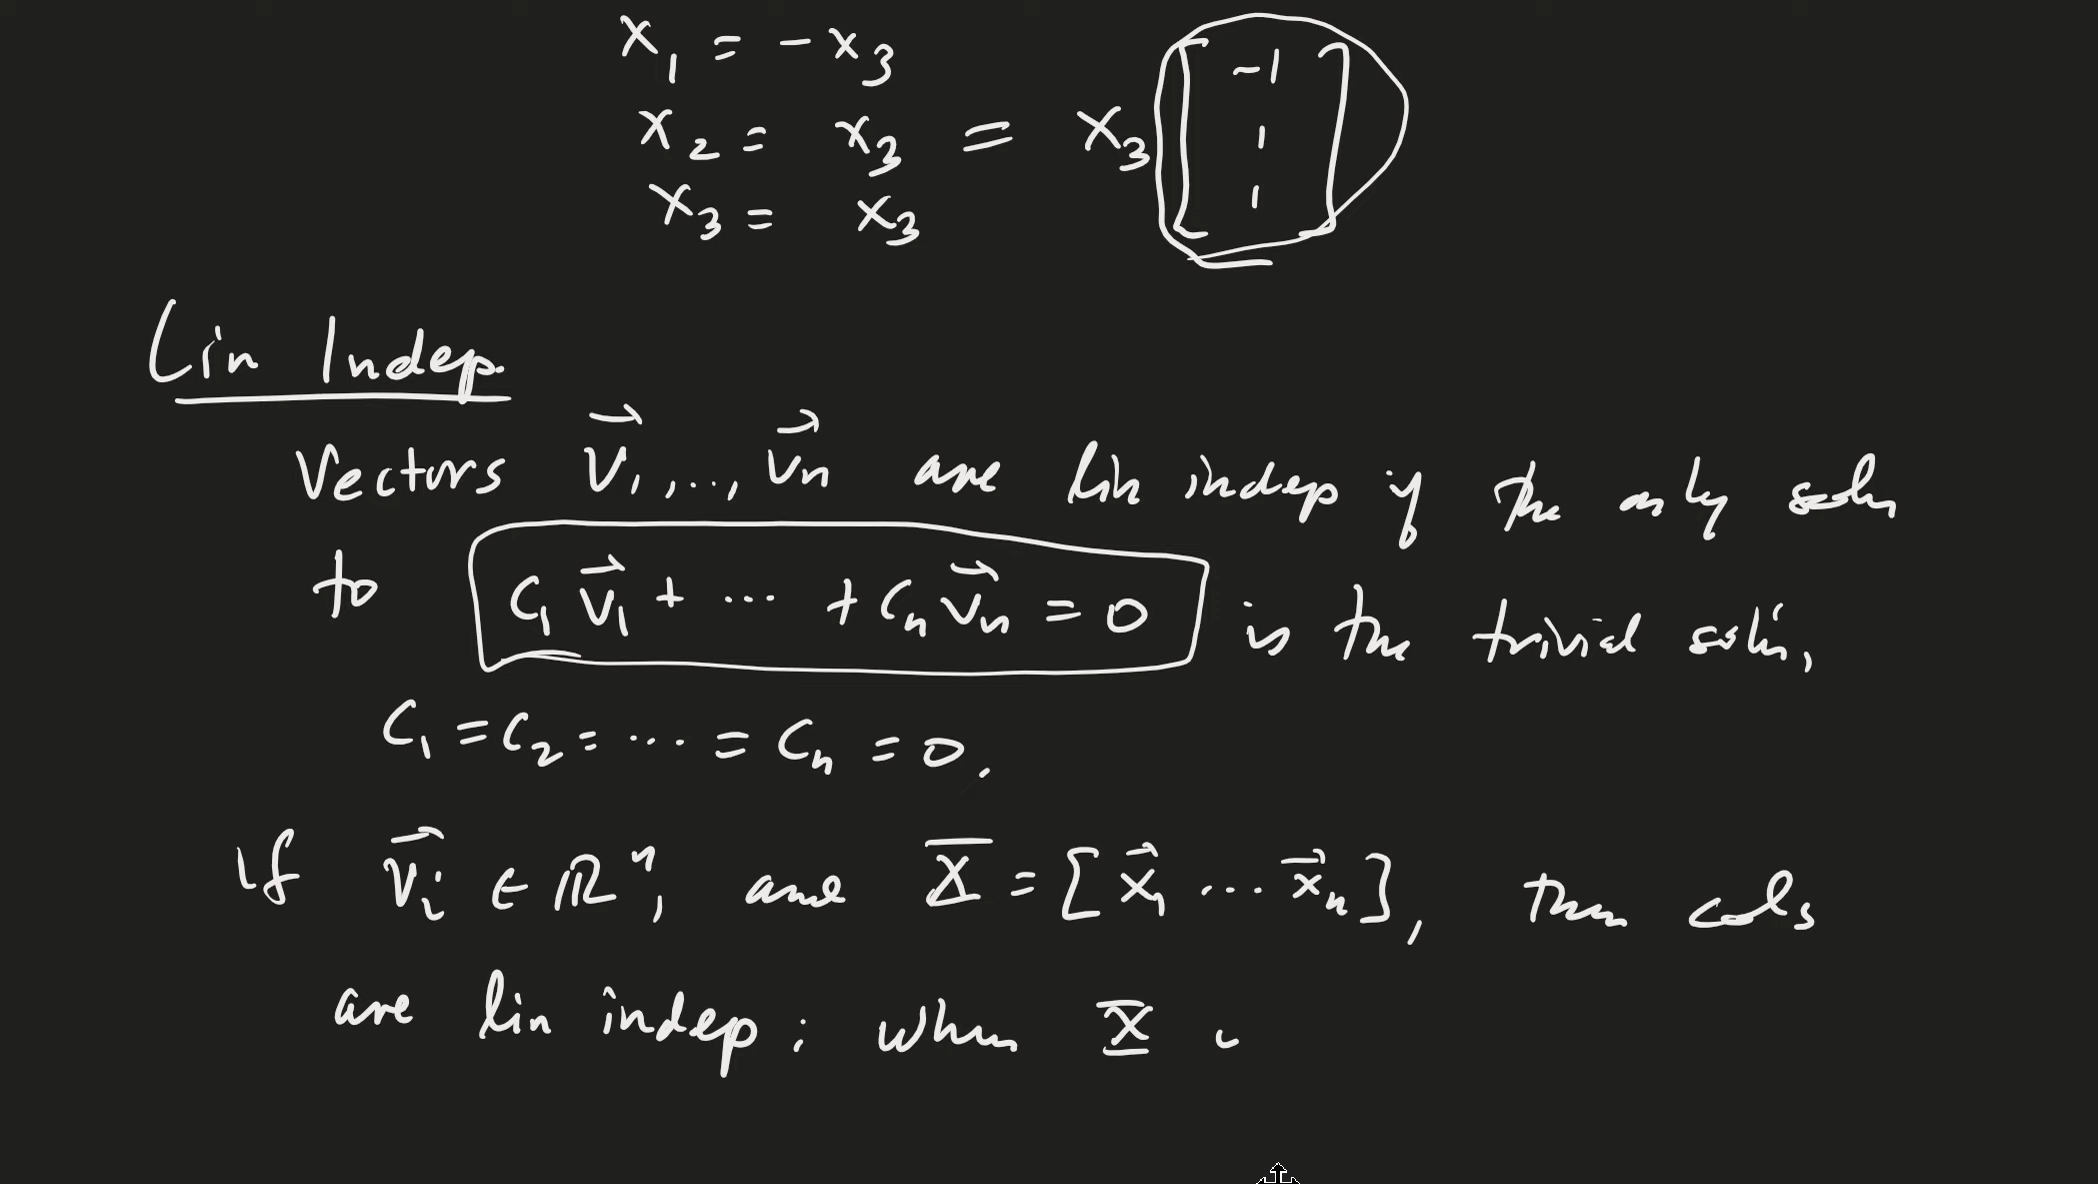 x₁ = -x₃
x₂ = x₃ = x₃ [-1 1 1]
x₃ = x₃
Lin Indep.
Vectors v⃗₁,..., v⃗n are lin indep if the only soln
to c₁v⃗₁ + ... + cₙv⃗ₙ = 0 is the trivial soln,
c₁ = c₂ = ... = cₙ = 0.
If v⃗ᵢ ∈ ℝⁿ, and X = [x⃗₁ ... x⃗ₙ], then cols
are lin indep; when X